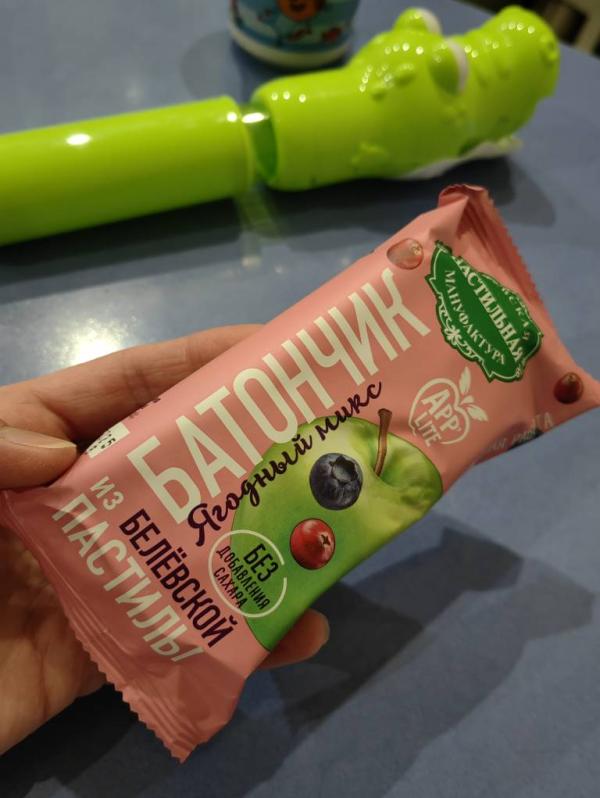 ПАСТИЛЬНАЯ
МАНУФАКТУРА
APP
LITE
БАТОНЧИК
Ягодный микс
ИЗ БЕЛЁВСКОЙ
ПАСТИЛЫ
БЕЗ
ДОБАВЛЕНИЯ
САХАРА